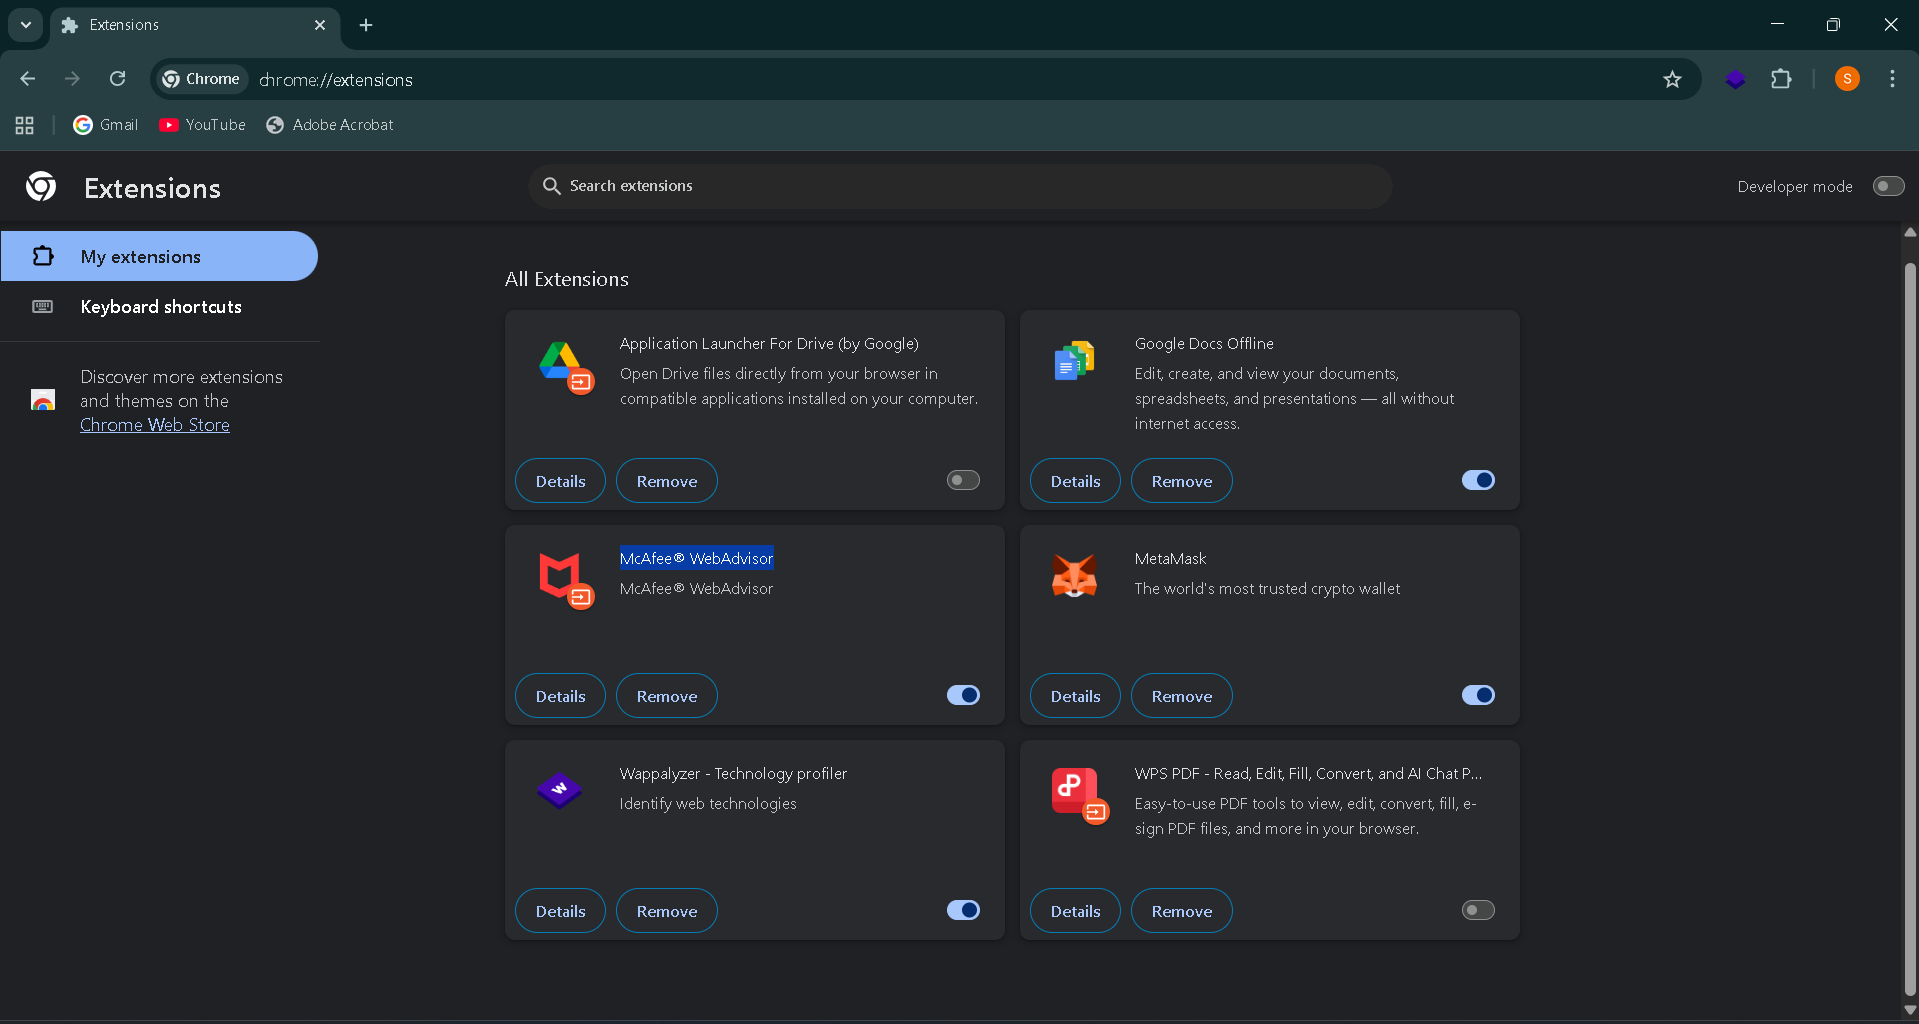 Extensions
Chrome
chrome://extensions
S
Gmail
YouTube
Adobe Acrobat
Extensions
Search extensions
Developer mode
My extensions
Keyboard shortcuts
Discover more extensions
and themes on the
Chrome Web Store
All Extensions
Application Launcher For Drive (by Google)
Open Drive files directly from your browser in
compatible applications installed on your computer.
Details
Remove
Google Docs Offline
Edit, create, and view your documents,
spreadsheets, and presentations — all without
internet access.
Details
Remove
McAfee® WebAdvisor
McAfee® WebAdvisor
Details
Remove
MetaMask
The world's most trusted crypto wallet
Details
Remove
W
Wappalyzer - Technology profiler
Identify web technologies
Details
Remove
WPS PDF - Read, Edit, Fill, Convert, and AI Chat P...
Easy-to-use PDF tools to view, edit, convert, fill, e-
sign PDF files, and more in your browser.
Details
Remove